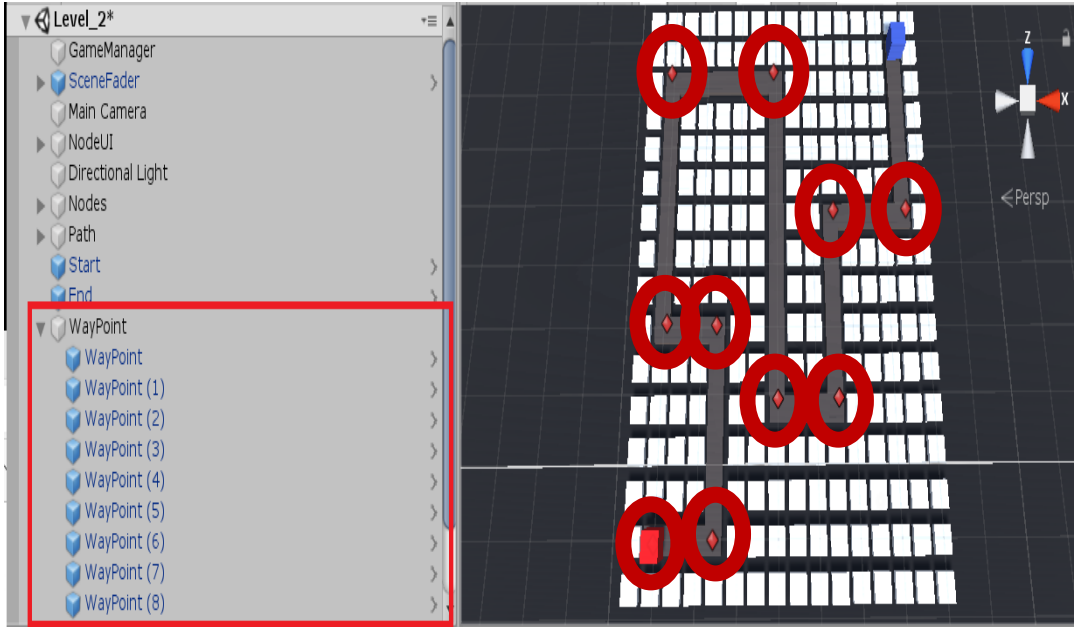 Level_2*
GameManager
SceneFader
Main Camera
NodeUI
Directional Light
Nodes
Path
Start
End
WayPoint
WayPoint
WayPoint (1)
WayPoint (2)
WayPoint (3)
WayPoint (4)
WayPoint (5)
WayPoint (6)
WayPoint (7)
WayPoint (8)
z
x
Persp